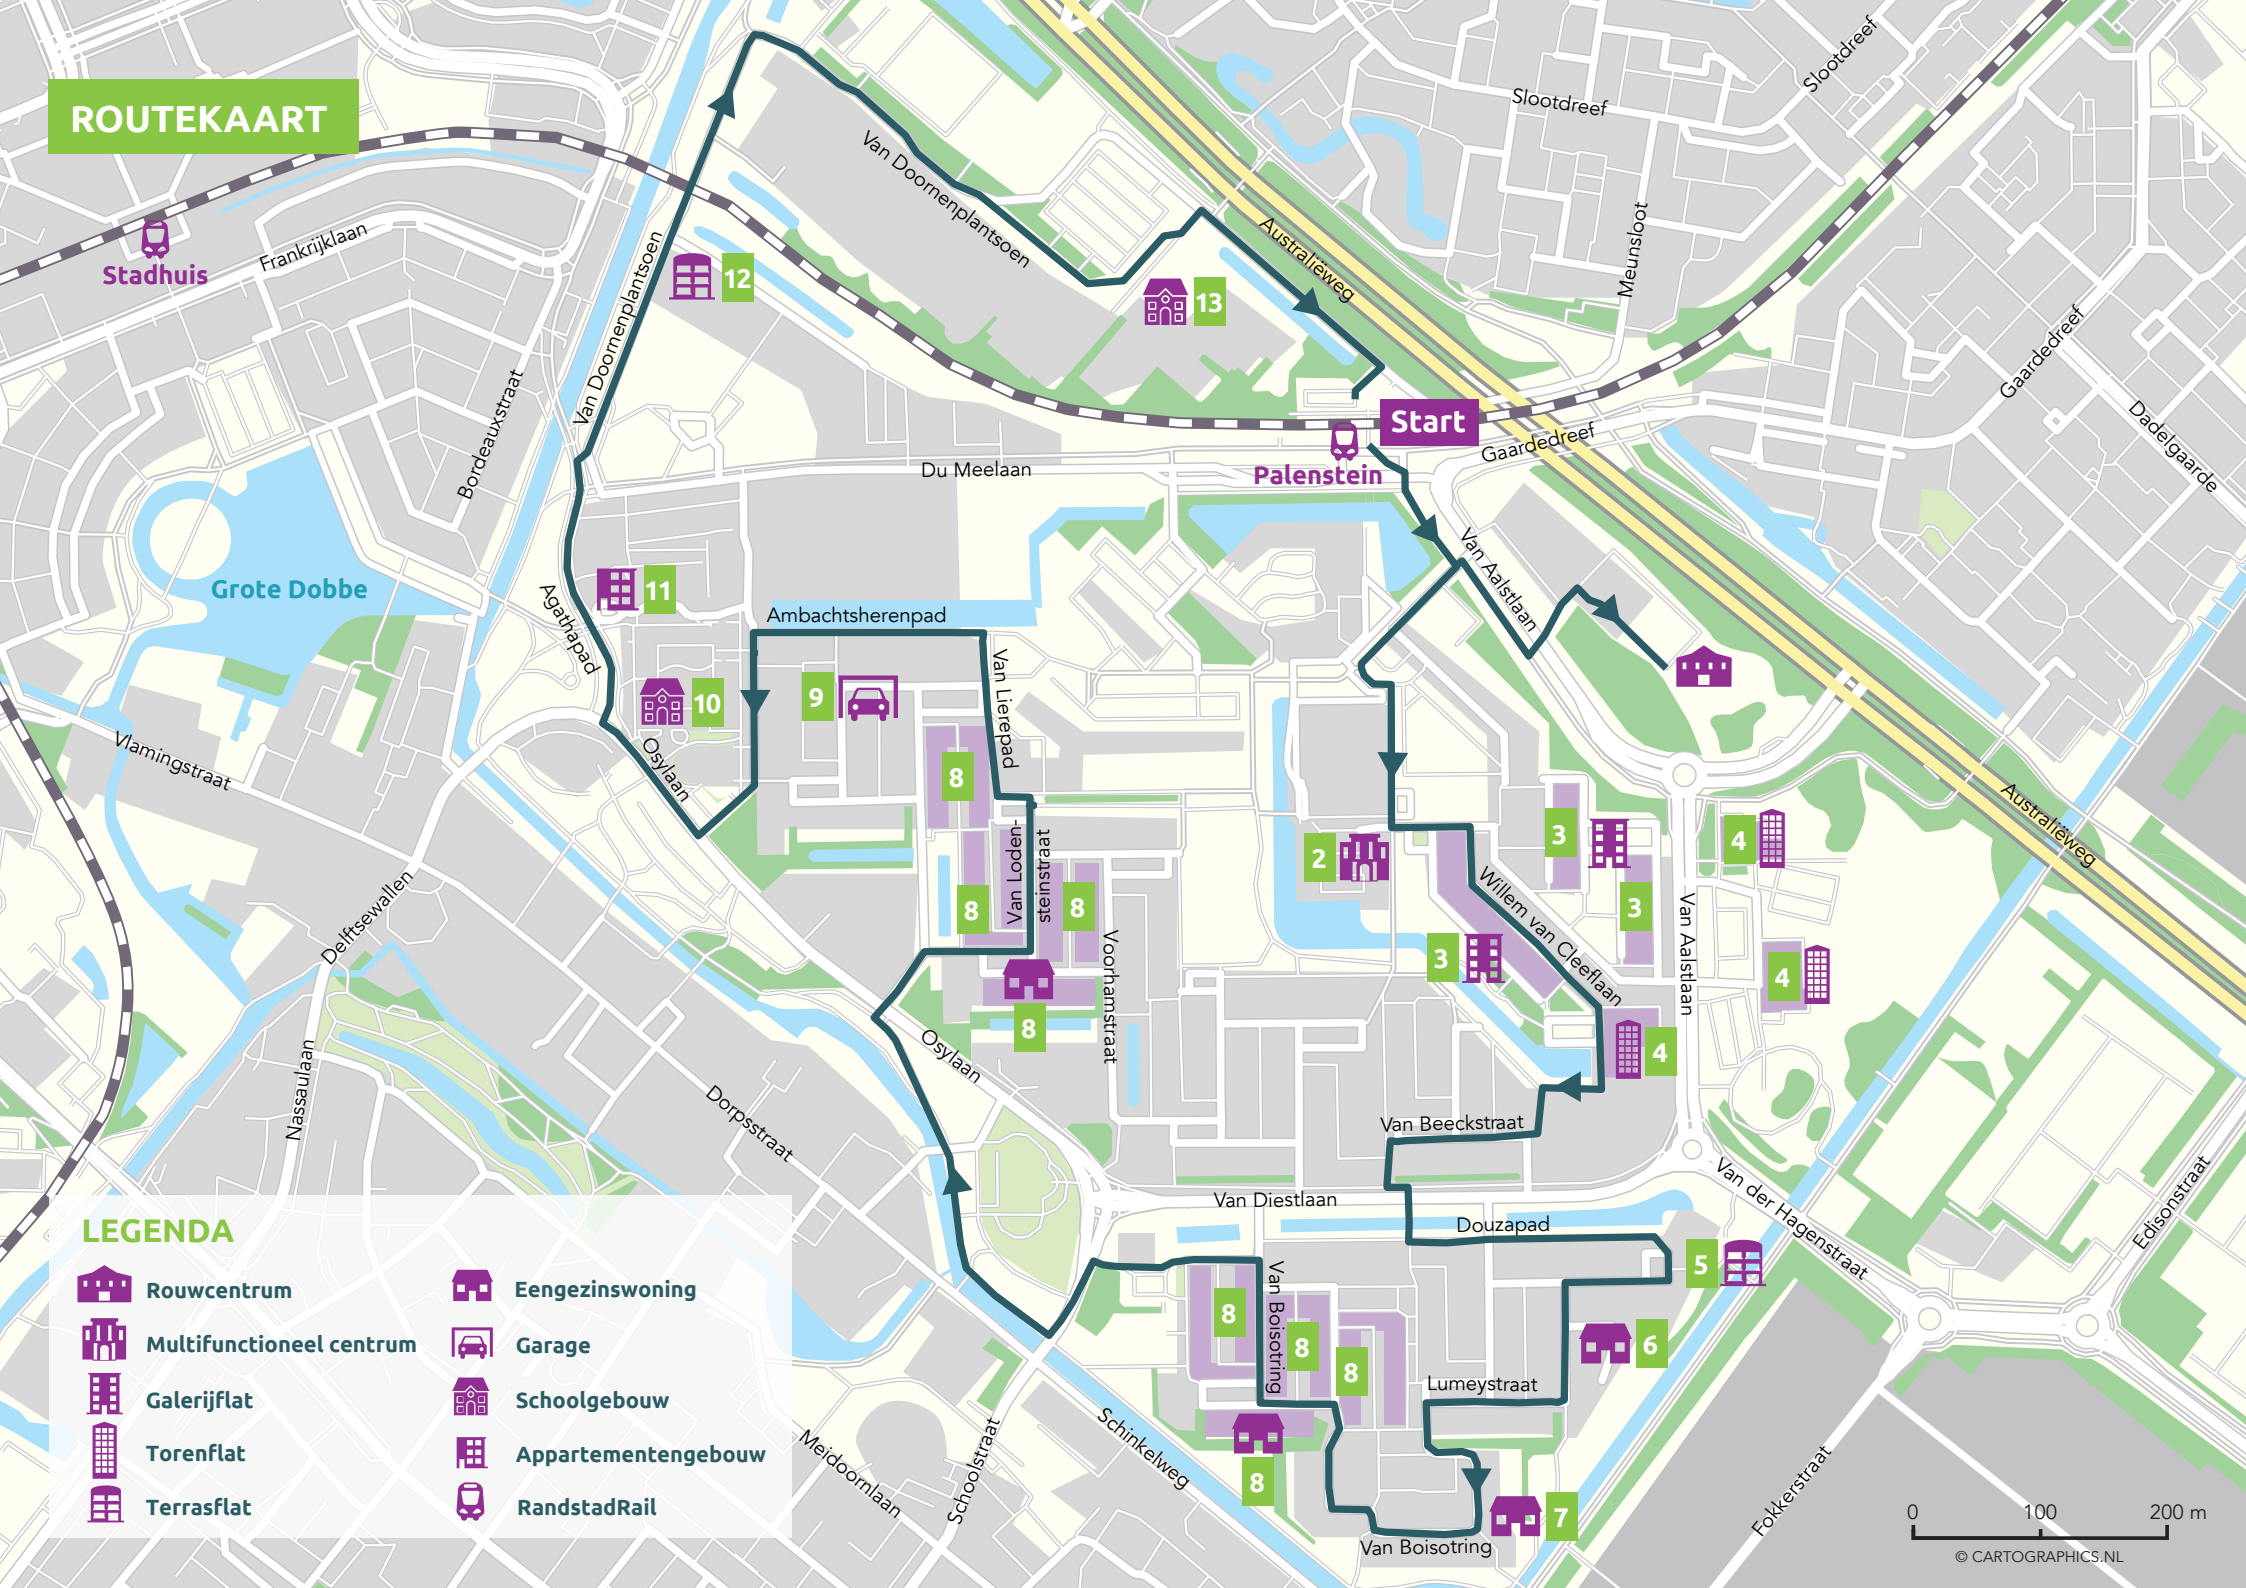 ROUTEKAART
Slootdreef
Slootdreef
Van Doornenplantsoen
Stadhuis
Frankrijklaan
Van Doornenplantsoen
12
13
Australiëweg
Meunsloot
Gaardedreef
Bordeauxstraat
Start
Gaardedreef
Dadelgaarde
Du Meelaan
Palenstein
Grote Dobbe
Agathapad
11
Ambachtsherenpad
Van Aalstlaan
Van Lierepad
10
9
Vlamingstraat
Osylaan
8
Australiëweg
2
3
4
3
Van Loden-
steinstraat
8
8
Willem van Cleeflaan
Van Aalstlaan
Delftsewallen
Voorhamstraat
3
4
8
4
Osylaan
Nassaulaan
Dorpsstraat
Van Beeckstraat
Van der Hagenstraat
Edisonstraat
Van Diestlaan
Douzapad
5
Van Boisotring
8
8
8
6
Lumeystraat
Schinkelweg
Meidoornlaan
Schoolstraat
8
7
Van Boisotring
Fokkerstraat
LEGENDA
Rouwcentrum
Multifunctioneel centrum
Galerijflat
Torenflat
Terrasflat
Eengezinswoning
Garage
Schoolgebouw
Appartementengebouw
RandstadRail
0 100 200 m
© CARTOGRAPHICS.NL